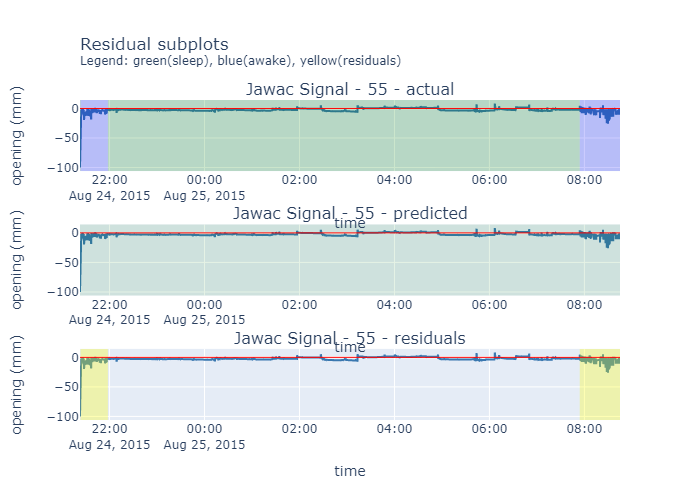 Residual subplots
Legend: green(sleep), blue(awake), yellow(residuals)
Jawac Signal - 55 - actual
opening (mm)
0
−50
−100
22:00 00:00 02:00 04:00 06:00 08:00
Aug 24, 2015 Aug 25, 2015
time
Jawac Signal - 55 - predicted
opening (mm)
0
−50
−100
22:00 00:00 02:00 04:00 06:00 08:00
Aug 24, 2015 Aug 25, 2015
time
Jawac Signal - 55 - residuals
opening (mm)
0
−50
−100
22:00 00:00 02:00 04:00 06:00 08:00
Aug 24, 2015 Aug 25, 2015
time